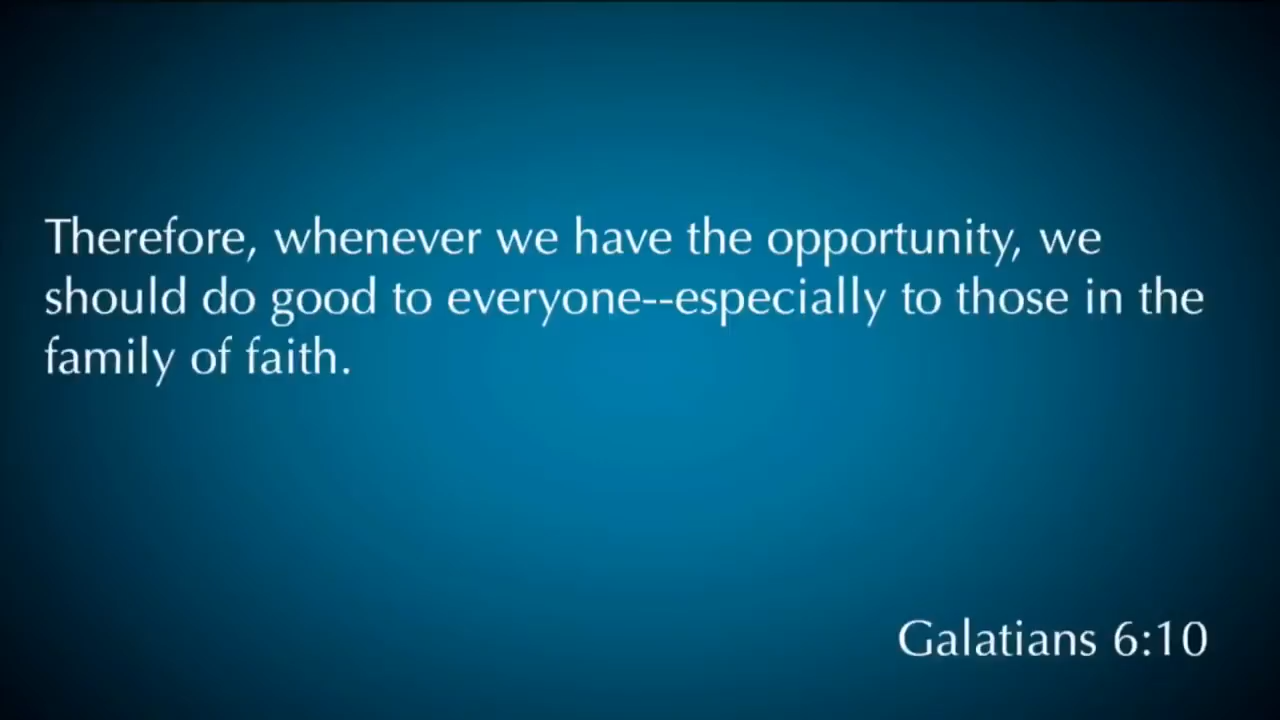 Therefore, whenever we have the opportunity, we
should do good to everyone--especially to those in the
family of faith.
Galatians 6:10